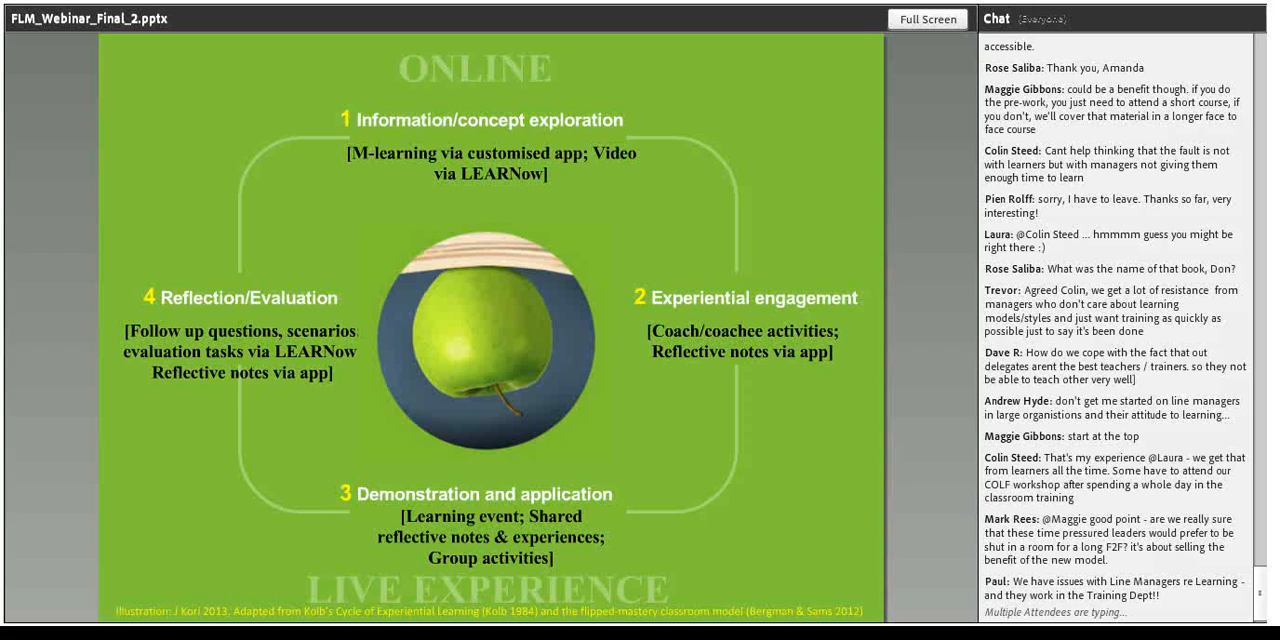 FLM_Webinar_Final_2.pptx
Full Screen
ONLINE
1 Information/concept exploration
[M-learning via customised app; Video
via LEARNow]
4 Reflection/Evaluation
[Follow up questions, scenarios
evaluation tasks via LEARNow
Reflective notes via app]
2 Experiential engagement
[Coach/coachee activities;
Reflective notes via app]
3 Demonstration and application
[Learning event; Shared
reflective notes & experiences;
Group activities]
LIVE EXPERIENCE
Illustration: J Kori 2013. Adapted from Kolb's Cycle of Experiential Learning (Kolb 1984) and the flipped-mastery classroom model (Bergman & Sams 2012)
Chat (Everyone)
accessible.
Rose Saliba: Thank you, Amanda
Maggie Gibbons: could be a benefit though. if you do
the pre-work, you just need to attend a short course, if
you don't, we'll cover that material in a longer face to
face course
Colin Steed: Cant help thinking that the fault is not
with learners but with managers not giving them
enough time to learn
Pien Rolff: sorry, I have to leave. Thanks so far, very
interesting!
Laura: @Colin Steed ... hmmmm guess you might be
right there :)
Rose Saliba: What was the name of that book, Don?
Trevor: Agreed Colin, we get a lot of resistance from
managers who don't care about learning
models/styles and just want training as quickly as
possible just to say it's been done
Dave R: How do we cope with the fact that out
delegates arent the best teachers / trainers. so they not
be able to teach other very well]
Andrew Hyde: don't get me started on line managers
in large organistions and their attitude to learning...
Maggie Gibbons: start at the top
Colin Steed: That's my experience @Laura - we get that
from learners all the time. Some have to attend our
COLF workshop after spending a whole day in the
classroom training
Mark Rees: @Maggie good point - are we really sure
that these time pressured leaders would prefer to be
shut in a room for a long F2F? it's about selling the
benefit of the new model.
Paul: We have issues with Line Managers re Learning -
and they work in the Training Dept!!
Multiple Attendees are typing...